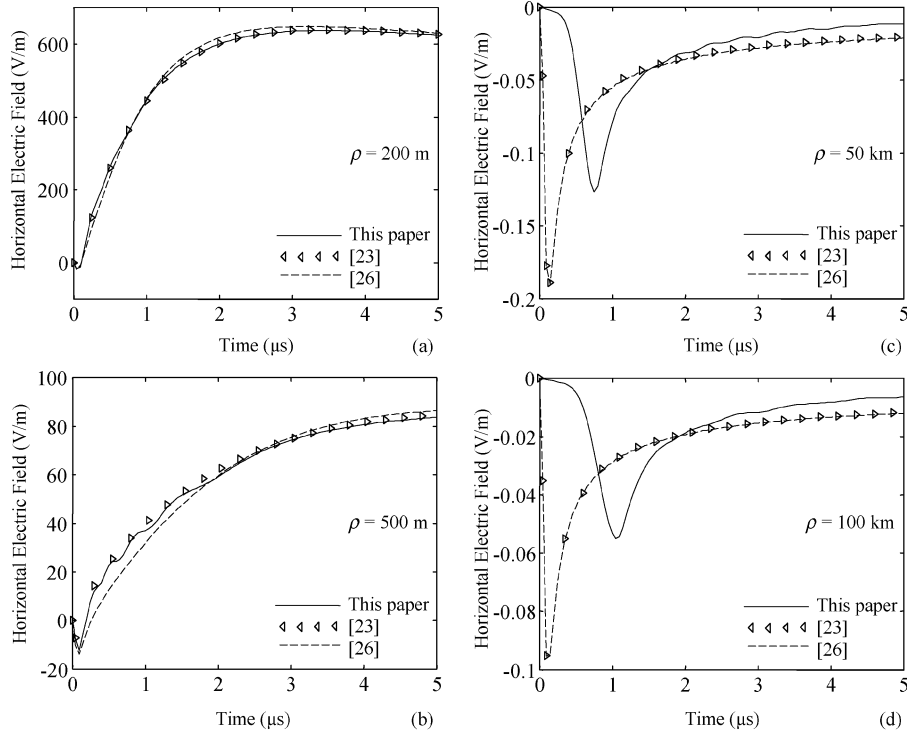 Horizontal Electric Field (V/m)
600
400
200
0
ρ = 200 m
This paper
[23]
[26]
0 1 2 3 4 5
Time (μs)
(a)
Horizontal Electric Field (V/m)
100
80
60
40
20
0
-20
ρ = 500 m
This paper
[23]
[26]
0 1 2 3 4 5
Time (μs)
(b)
Horizontal Electric Field (V/m)
0
-0.05
-0.1
-0.15
-0.2
ρ = 50 km
This paper
[23]
[26]
0 1 2 3 4 5
Time (μs)
(c)
Horizontal Electric Field (V/m)
0
-0.02
-0.04
-0.06
-0.08
-0.1
ρ = 100 km
This paper
[23]
[26]
0 1 2 3 4 5
Time (μs)
(d)